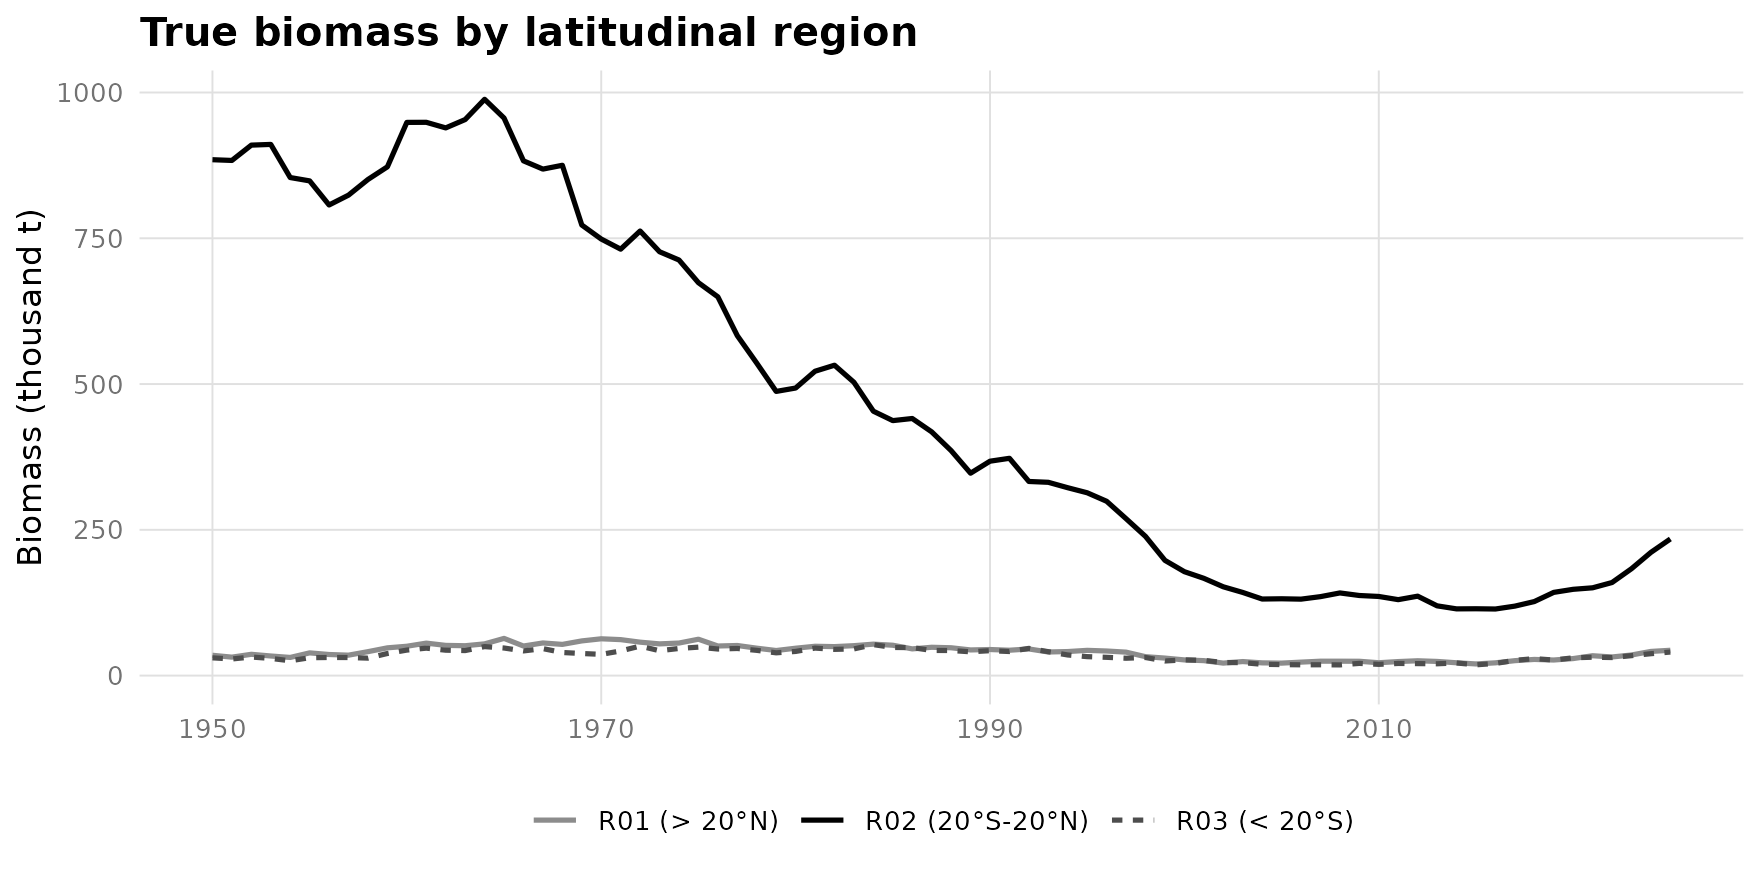 True biomass by latitudinal region
Biomass (thousand t)
1000
750
500
250
0
1950 1970 1990 2010
R01 (> 20°N) R02 (20°S-20°N) R03 (< 20°S)